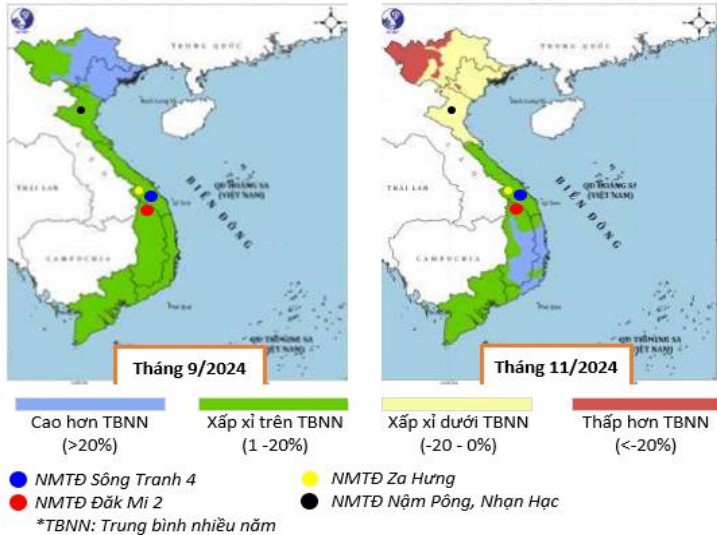 TRUNG QUỐC
THÁI LAN
CAMPUCHIA
BIỂN ĐÔNG
QĐ HOÀNG SA
(VIỆT NAM)
QĐ TRƯỜNG SA
(VIỆT NAM)
Tháng 9/2024
TRUNG QUỐC
THÁI LAN
CAMPUCHIA
BIỂN ĐÔNG
QĐ HOÀNG SA
(VIỆT NAM)
QĐ TRƯỜNG SA
(VIỆT NAM)
Tháng 11/2024
Cao hơn TBNN
(>20%)
Xấp xỉ trên TBNN
(1 -20%)
Xấp xỉ dưới TBNN
(-20 - 0%)
Thấp hơn TBNN
(<-20%)
NMTĐ Sông Tranh 4
NMTĐ Za Hưng
NMTĐ Đăk Mi 2
NMTĐ Nậm Pông, Nhạn Hạc
*TBNN: Trung bình nhiều năm